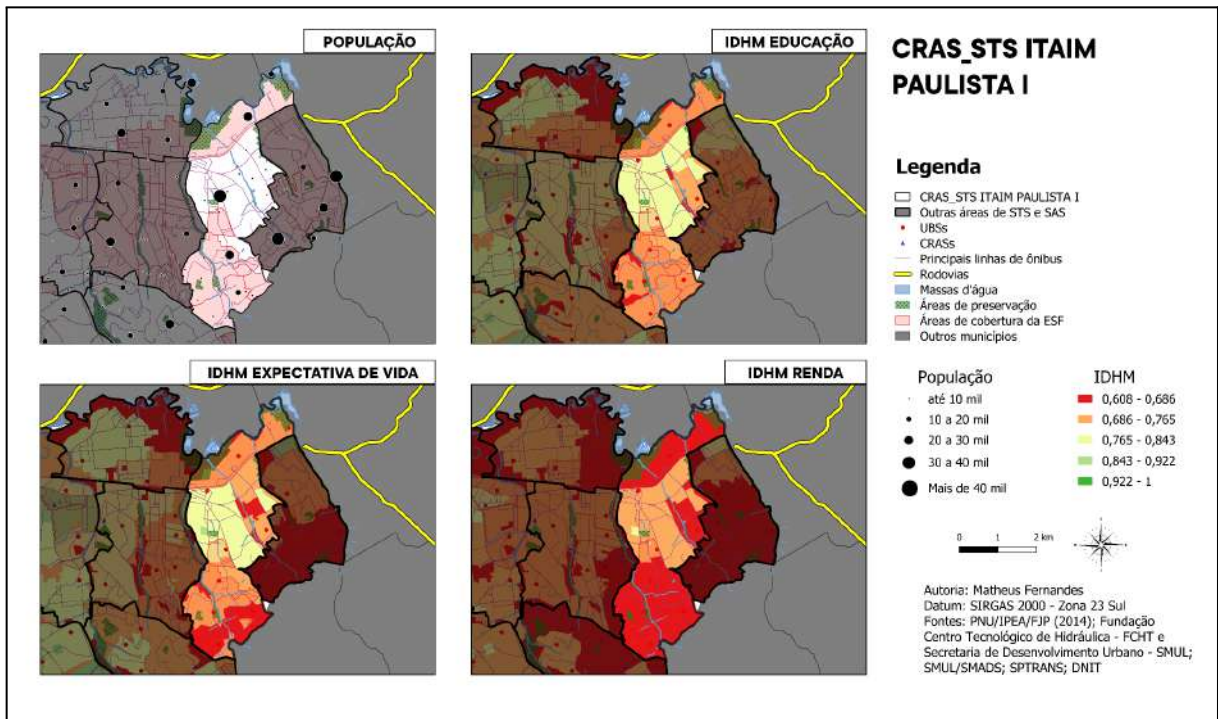 POPULAÇÃO
IDHM EDUCAÇÃO
IDHM EXPECTATIVA DE VIDA
IDHM RENDA
CRAS_STS ITAIM
PAULISTA I
Legenda
CRAS_STS ITAIM PAULISTA I
Outras áreas de STS e SAS
UBSs
CRASs
Principais linhas de ônibus
Rodovias
Massas d'água
Áreas de preservação
Áreas de cobertura da ESF
Outros municípios
População
até 10 mil
10 a 20 mil
20 a 30 mil
30 a 40 mil
Mais de 40 mil
IDHM
0,608 - 0,686
0,686 - 0,765
0,765 - 0,843
0,843 - 0,922
0,922 - 1
0 1 2 km
Autoria: Matheus Fernandes
Datum: SIRGAS 2000 - Zona 23 Sul
Fontes: PNU/IPEA/FJP (2014); Fundação
Centro Tecnológico de Hidráulica - FCHT e
Secretaria de Desenvolvimento Urbano - SMUL;
SMUL/SMADS; SPTRANS; DNIT